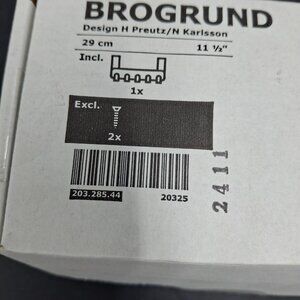 BROGRUND
Design H Preutz/N Karlsson
29 cm 11 ½"
Incl.
1x
Excl.
2x
203.285.44 20325
2411